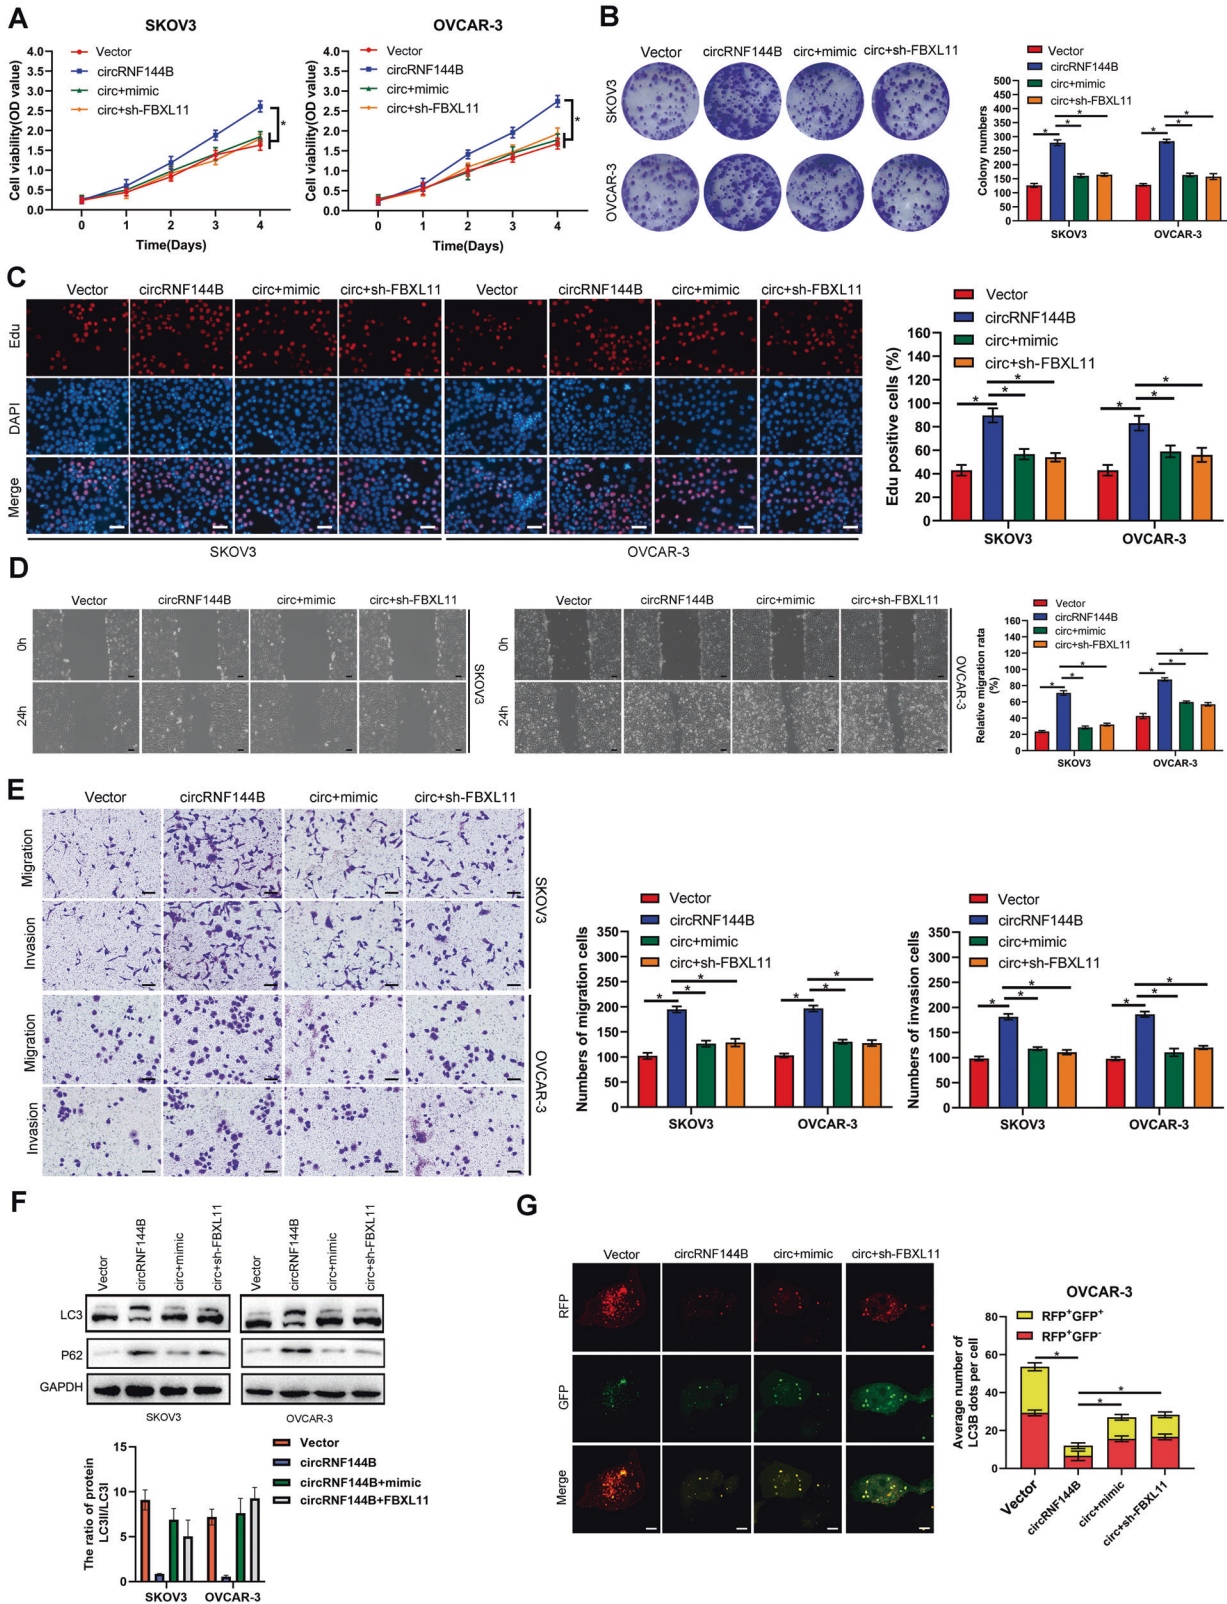 A
SKOV3
Cell viability(OD value)
4.0
3.5
3.0
2.5
2.0
1.5
1.0
0.5
0.0
Vector
circRNF144B
circ+mimic
circ+sh-FBXL11
*
0 1 2 3 4
Time(Days)
OVCAR-3
Cell viability(OD value)
4.0
3.5
3.0
2.5
2.0
1.5
1.0
0.5
0.0
Vector
circRNF144B
circ+mimic
circ+sh-FBXL11
*
0 1 2 3 4
Time(Days)
B
Vector circRNF144B circ+mimic circ+sh-FBXL11
SKOV3
OVCAR-3
Vector
circRNF144B
circ+mimic
circ+sh-FBXL11
Colony numbers
500
450
400
350
300
250
200
150
100
50
0
* * * * * *
SKOV3 OVCAR-3
C
Vector circRNF144B circ+mimic circ+sh-FBXL11 Vector circRNF144B circ+mimic circ+sh-FBXL11
Edu
DAPI
Merge
SKOV3 OVCAR-3
Vector
circRNF144B
circ+mimic
circ+sh-FBXL11
Edu positive cells (%)
160
140
120
100
80
60
40
20
0
* * * * * *
SKOV3 OVCAR-3
D
Vector circRNF144B circ+mimic circ+sh-FBXL11
0h
24h
SKOV3
Vector circRNF144B circ+mimic circ+sh-FBXL11
0h
24h
OVCAR-3
Vector
circRNF144B
circ+mimic
circ+sh-FBXL11
Relative migration rata
(%)
160
140
120
100
80
60
40
20
0
* * * * * *
SKOV3 OVCAR-3
E
Vector circRNF144B circ+mimic circ+sh-FBXL11
Migration
Invasion
SKOV3
Migration
Invasion
OVCAR-3
Vector
circRNF144B
circ+mimic
circ+sh-FBXL11
Numbers of migration cells
350
300
250
200
150
100
50
0
* * * * * *
SKOV3 OVCAR-3
Vector
circRNF144B
circ+mimic
circ+sh-FBXL11
Numbers of invasion cells
350
300
250
200
150
100
50
0
* * * * * *
SKOV3 OVCAR-3
F
Vector circRNF144B circ+mimic circ+sh-FBXL11 Vector circRNF144B circ+mimic circ+sh-FBXL11
LC3
P62
GAPDH
SKOV3 OVCAR-3
Vector
circRNF144B
circRNF144B+mimic
circRNF144B+FBXL11
The ratio of protein
LC3II/LC3I
15
10
5
0
SKOV3 OVCAR-3
G
Vector circRNF144B circ+mimic circ+sh-FBXL11
RFP
GFP
Merge
OVCAR-3
RFP⁺GFP⁺
RFP⁺GFP⁻
Average number of
LC3B dots per cell
80
60
40
20
0
* * *
Vector circRNF144B circ+mimic circ+sh-FBXL11